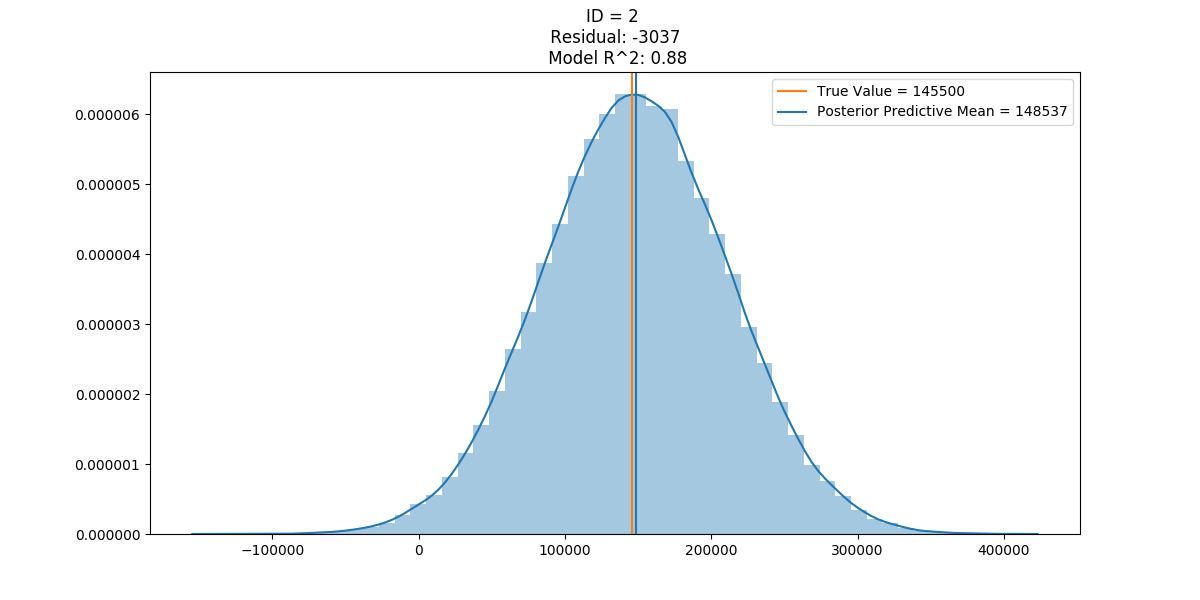 ID = 2
Residual: -3037
Model R^2: 0.88
True Value = 145500
Posterior Predictive Mean = 148537
0.000006
0.000005
0.000004
0.000003
0.000002
0.000001
0.000000
−100000 0 100000 200000 300000 400000